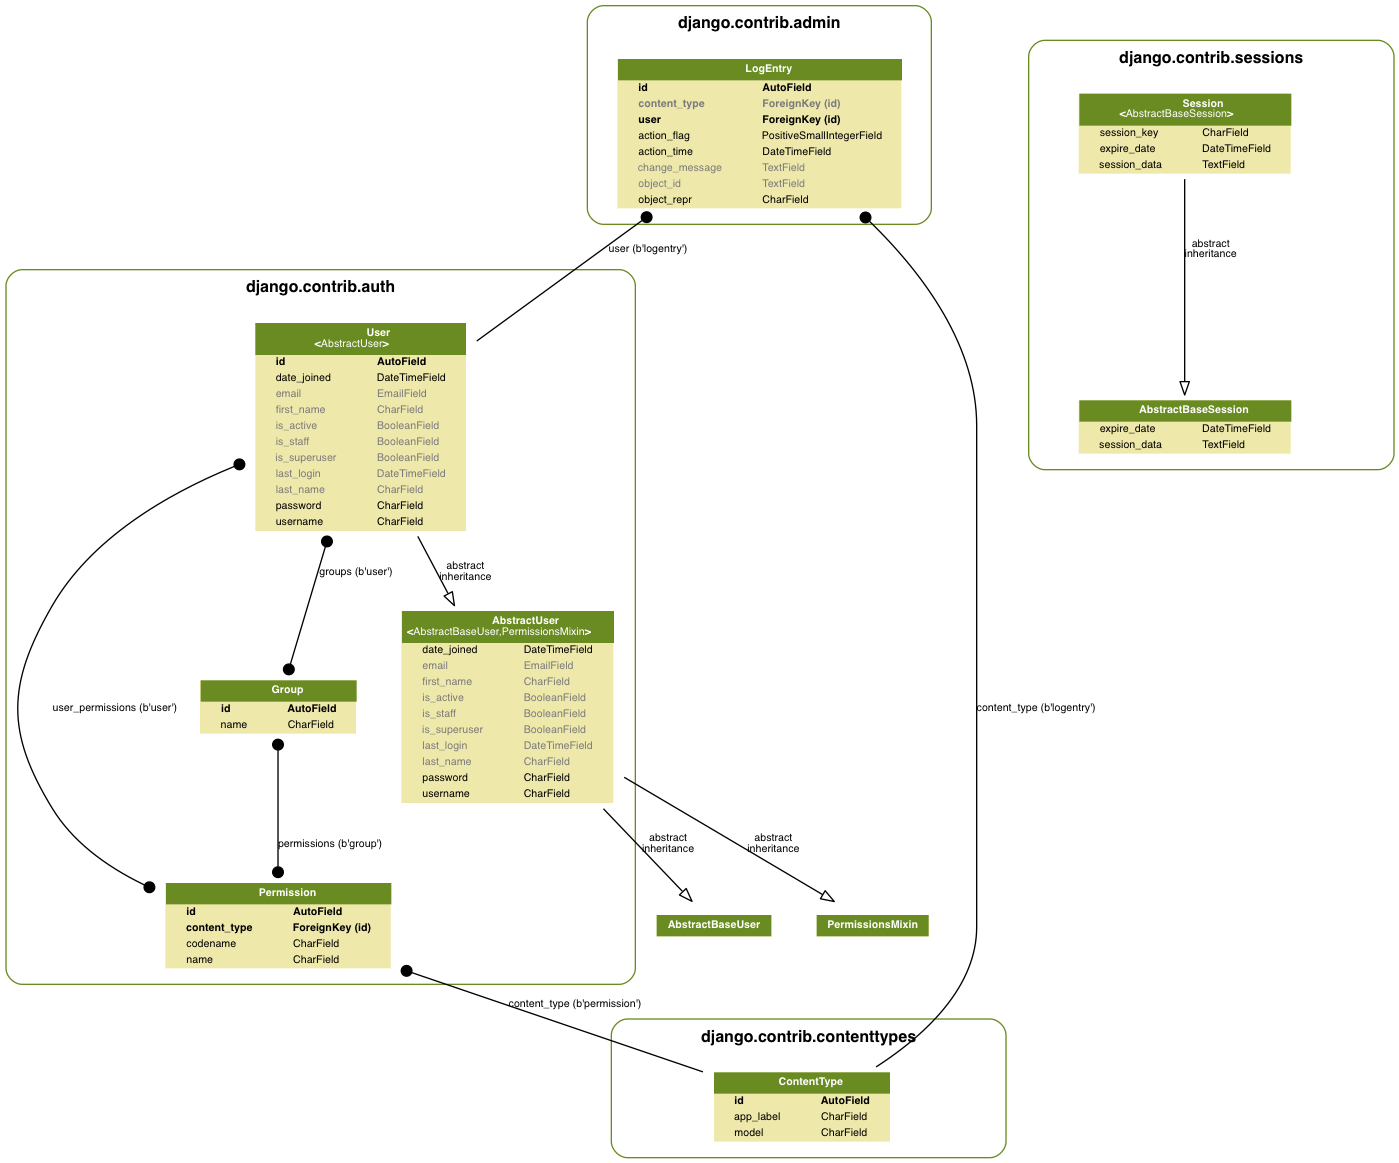 django.contrib.admin
LogEntry
id AutoField
content_type ForeignKey (id)
user ForeignKey (id)
action_flag PositiveSmallIntegerField
action_time DateTimeField
change_message TextField
object_id TextField
object_repr CharField
django.contrib.sessions
Session
<AbstractBaseSession>
session_key CharField
expire_date DateTimeField
session_data TextField
abstract
inheritance
AbstractBaseSession
expire_date DateTimeField
session_data TextField
user (b'logentry')
django.contrib.auth
User
<AbstractUser>
id AutoField
date_joined DateTimeField
email EmailField
first_name CharField
is_active BooleanField
is_staff BooleanField
is_superuser BooleanField
last_login DateTimeField
last_name CharField
password CharField
username CharField
groups (b'user')
abstract
inheritance
AbstractUser
<AbstractBaseUser,PermissionsMixin>
date_joined DateTimeField
email EmailField
first_name CharField
is_active BooleanField
is_staff BooleanField
is_superuser BooleanField
last_login DateTimeField
last_name CharField
password CharField
username CharField
Group
id AutoField
name CharField
user_permissions (b'user')
content_type (b'logentry')
permissions (b'group')
abstract
inheritance
abstract
inheritance
Permission
id AutoField
content_type ForeignKey (id)
codename CharField
name CharField
AbstractBaseUser
PermissionsMixin
content_type (b'permission')
django.contrib.contenttypes
ContentType
id AutoField
app_label CharField
model CharField